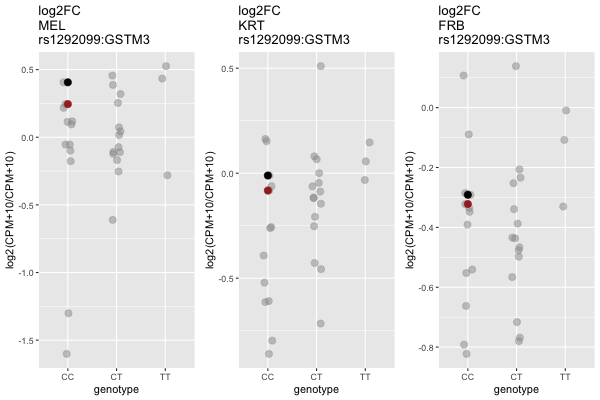 log2FC
MEL
rs1292099:GSTM3
log2(CPM+10/CPM+10)
0.5
0.0
-0.5
-1.0
-1.5
CC CT TT
genotype
log2FC
KRT
rs1292099:GSTM3
log2(CPM+10/CPM+10)
0.5
0.0
-0.5
CC CT TT
genotype
log2FC
FRB
rs1292099:GSTM3
log2(CPM+10/CPM+10)
0.0
-0.2
-0.4
-0.6
-0.8
CC CT TT
genotype